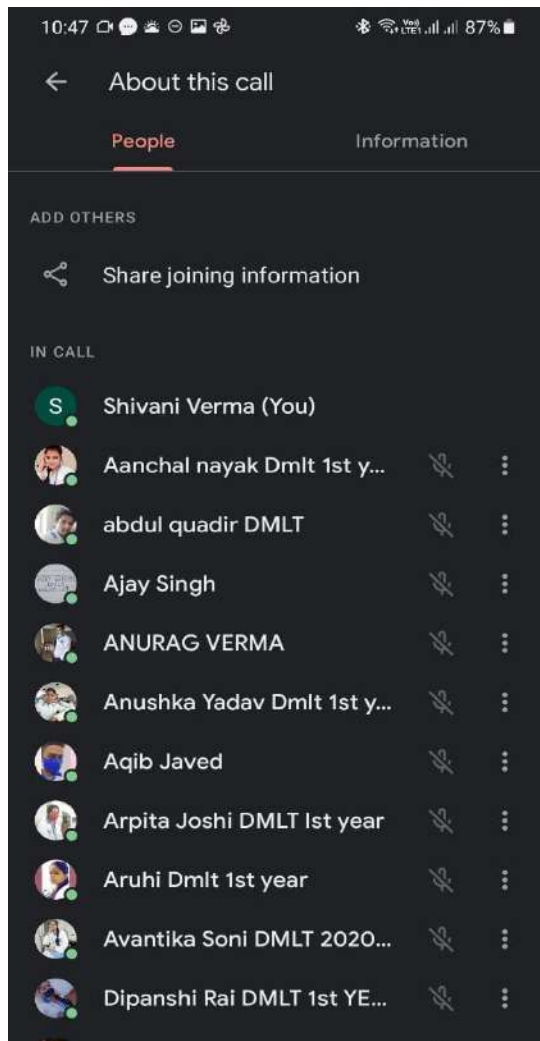 10:47 87%
About this call
People Information
ADD OTHERS
Share joining information
IN CALL
S Shivani Verma (You)
Aanchal nayak Dmlt 1st y...
abdul quadir DMLT
Ajay Singh
ANURAG VERMA
Anushka Yadav Dmlt 1st y...
Aqib Javed
Arpita Joshi DMLT Ist year
Aruhi Dmlt 1st year
Avantika Soni DMLT 2020...
Dipanshi Rai DMLT 1st YE...